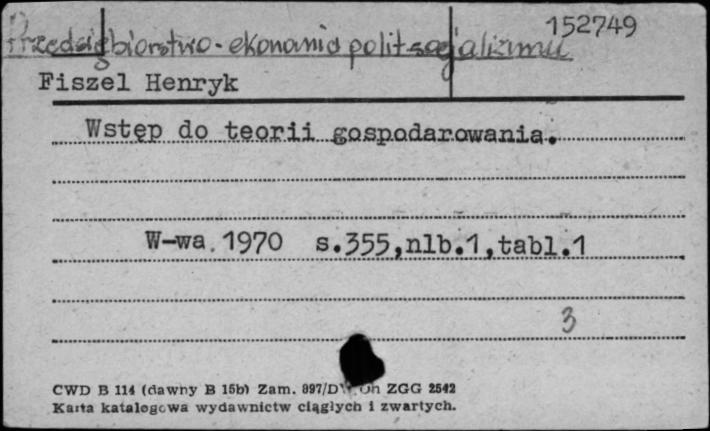 152749
Przedsiębiorstwo - ekonomia polit. socjalizmu
Fiszel Henryk
Wstęp do teorii gospodarowania.
W-wa 1970 s.355,nlb.1,tabl.1
3
CWD B 114 (dawny B 15b) Zam. 897/D ZGG 2542
Karta katalogowa wydawnictw ciągłych i zwartych.